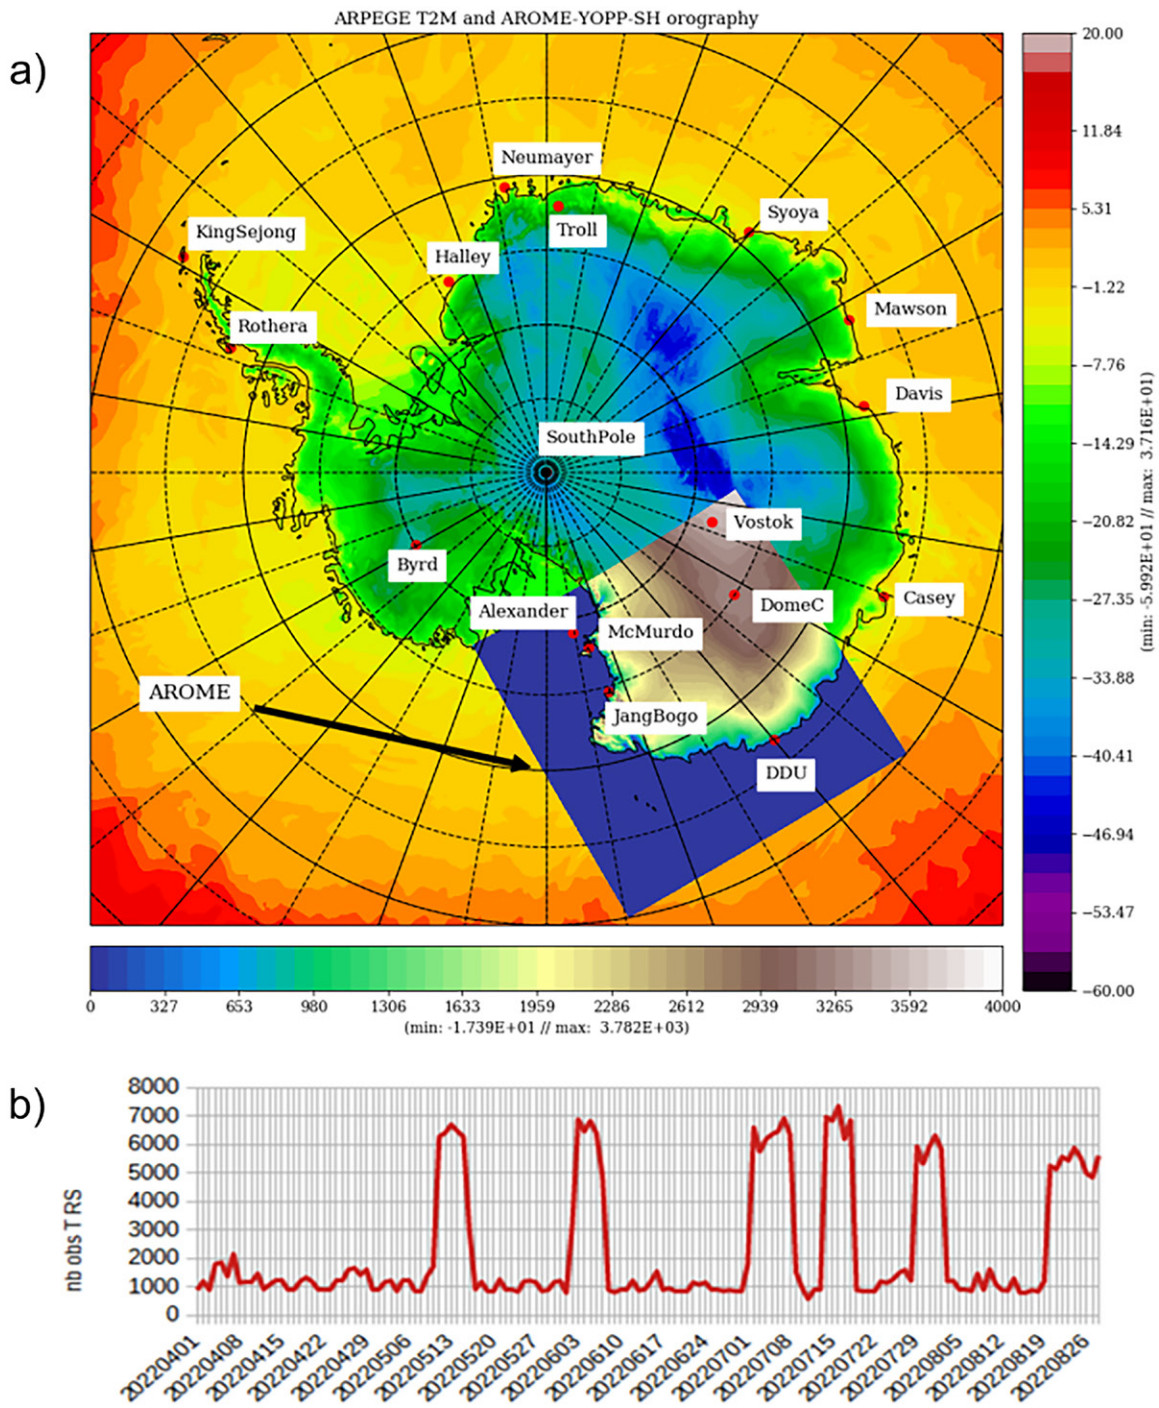 ARPEGE T2M and AROME-YOPP-SH orography
a)
Neumayer
Troll
Syoya
KingSejong
Halley
Mawson
Rothera
Davis
SouthPole
Vostok
Byrd
DomeC
Casey
Alexander
McMurdo
AROME
JangBogo
DDU
20.00
11.84
5.31
−1.22
−7.76
−14.29
−20.82
−27.35
−33.88
−40.41
−46.94
−53.47
−60.00
(min: -5.992E+01 // max: 3.716E+01)
0 327 653 980 1306 1633 1959 2286 2612 2939 3265 3592 4000
(min: -1.739E+01 // max: 3.782E+03)
b)
nb obs T RS
8000
7000
6000
5000
4000
3000
2000
1000
0
20220401 20220408 20220415 20220422 20220429 20220506 20220513 20220520 20220527 20220603 20220610 20220617 20220624 20220701 20220708 20220715 20220722 20220729 20220805 20220812 20220819 20220826